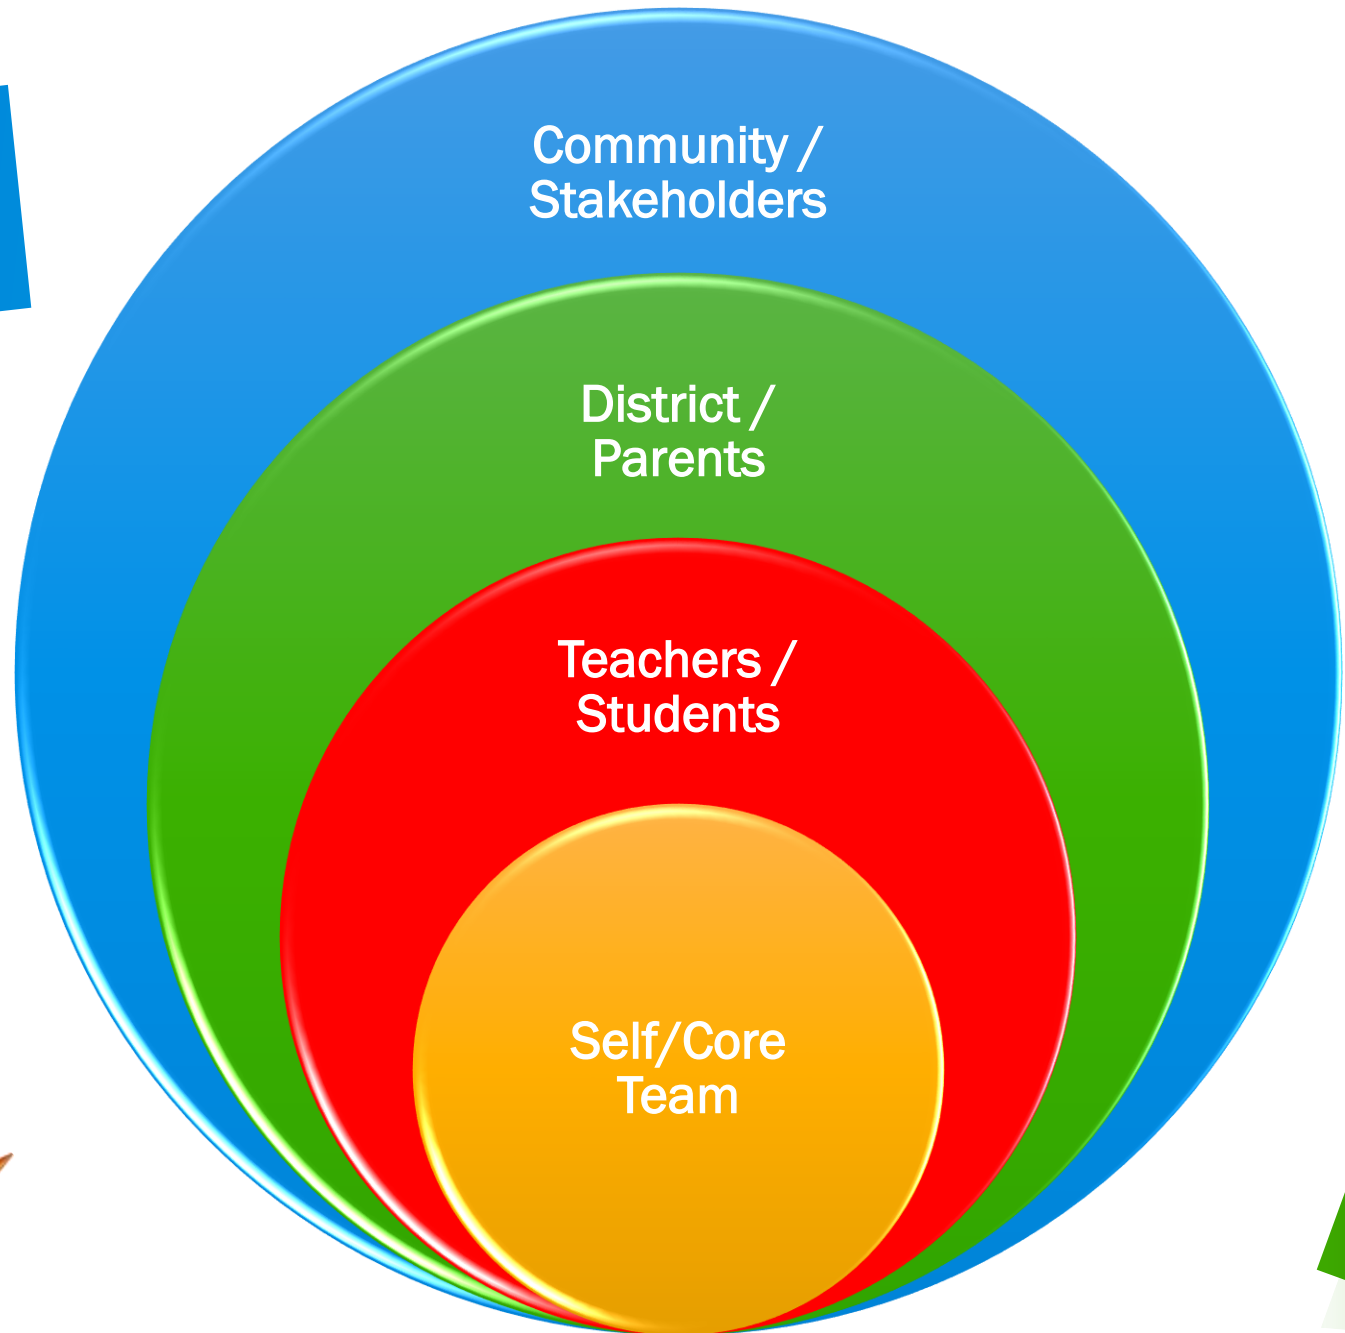 Community /
Stakeholders
District /
Parents
Teachers /
Students
Self/Core
Team